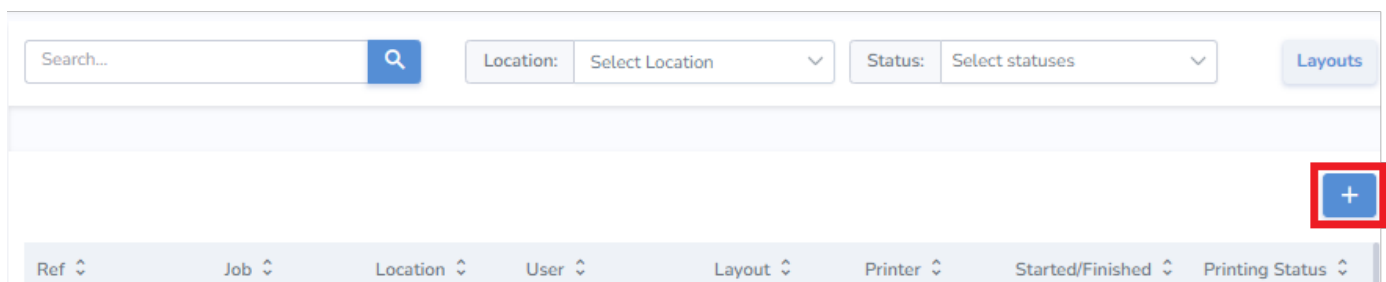 Search... Location: Select Location Status: Select statuses Layouts
+
Ref Job Location User Layout Printer Started/Finished Printing Status